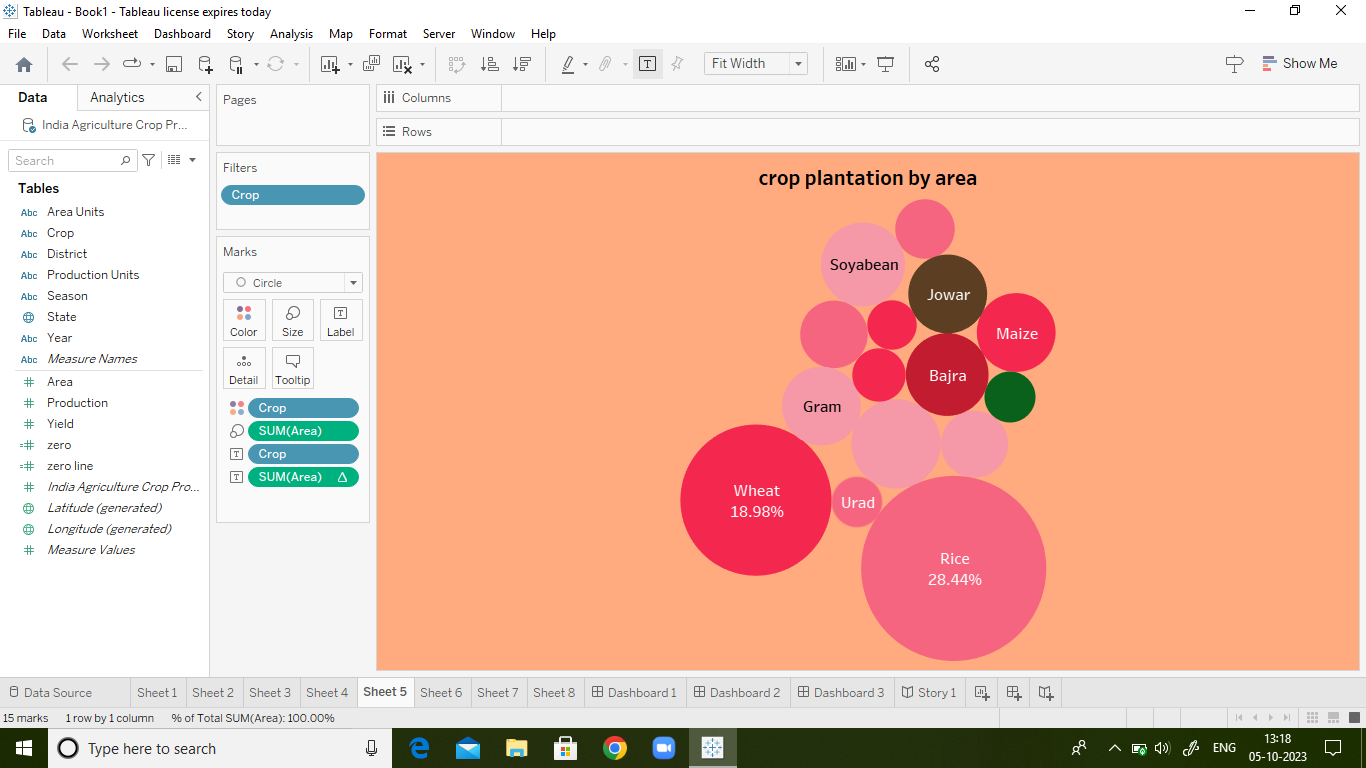 Tableau - Book1 - Tableau license expires today
File Data Worksheet Dashboard Story Analysis Map Format Server Window Help
Fit Width
Show Me
Data Analytics
India Agriculture Crop Pr...
Search
Tables
Abc Area Units
Abc Crop
Abc District
Abc Production Units
Abc Season
State
Abc Year
Abc Measure Names
Area
Production
Yield
zero
zero line
India Agriculture Crop Pro...
Latitude (generated)
Longitude (generated)
Measure Values
Pages
Filters
Crop
Marks
Circle
Color Size Label
Detail Tooltip
Crop
SUM(Area)
Crop
SUM(Area) Δ
Columns
Rows
crop plantation by area
Soyabean
Jowar
Maize
Bajra
Gram
Wheat
18.98%
Urad
Rice
28.44%
Data Source Sheet 1 Sheet 2 Sheet 3 Sheet 4 Sheet 5 Sheet 6 Sheet 7 Sheet 8 Dashboard 1 Dashboard 2 Dashboard 3 Story 1
15 marks 1 row by 1 column % of Total SUM(Area): 100.00%
Type here to search
ENG
13:18
05-10-2023